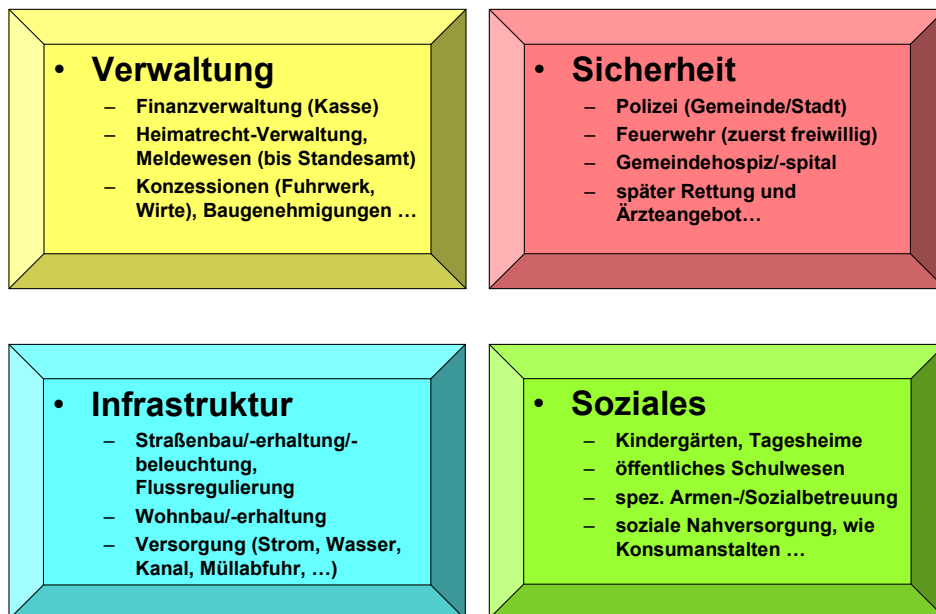 • Verwaltung
– Finanzverwaltung (Kasse)
– Heimatrecht-Verwaltung,
Meldewesen (bis Standesamt)
– Konzessionen (Fuhrwerk,
Wirte), Baugenehmigungen …
• Sicherheit
– Polizei (Gemeinde/Stadt)
– Feuerwehr (zuerst freiwillig)
– Gemeindehospiz/-spital
– später Rettung und
Ärzteangebot…
• Infrastruktur
– Straßenbau/-erhaltung/-
beleuchtung,
Flussregulierung
– Wohnbau/-erhaltung
– Versorgung (Strom, Wasser,
Kanal, Müllabfuhr, …)
• Soziales
– Kindergärten, Tagesheime
– öffentliches Schulwesen
– spez. Armen-/Sozialbetreuung
– soziale Nahversorgung, wie
Konsumanstalten …